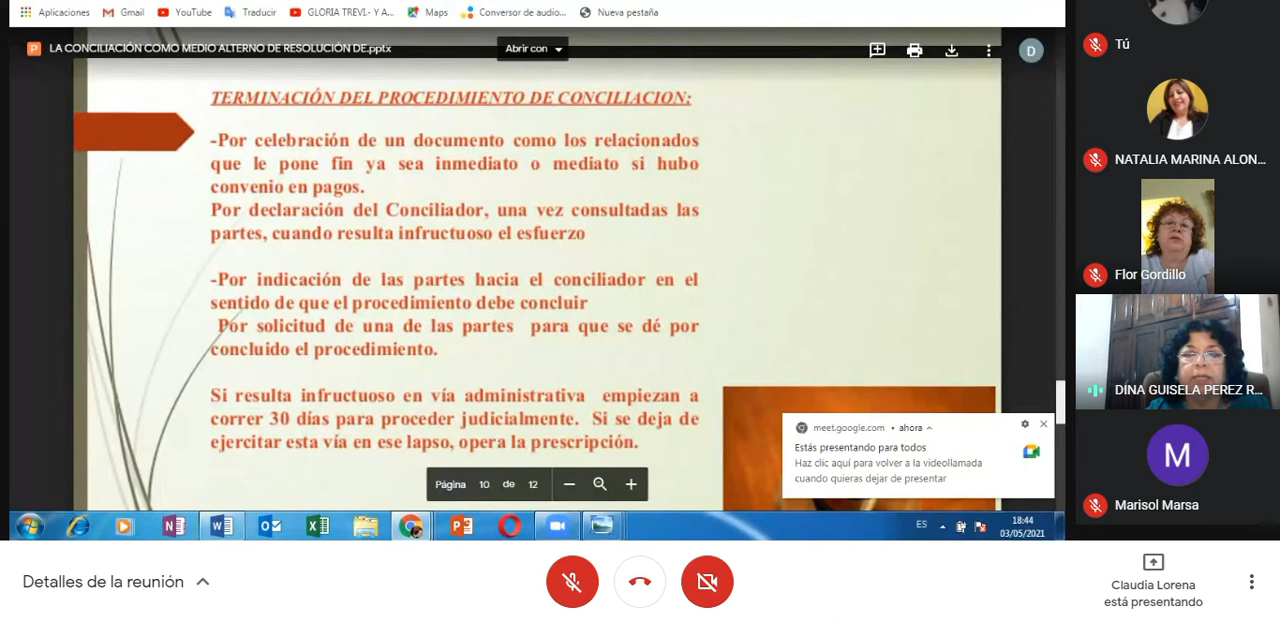 Aplicaciones Gmail YouTube Traducir GLORIA TREVI.- Y A... Maps Conversor de audio... Nueva pestaña
LA CONCILIACIÓN COMO MEDIO ALTERNO DE RESOLUCIÓN DE.pptx
Abrir con
D
TERMINACIÓN DEL PROCEDIMIENTO DE CONCILIACION:
-Por celebración de un documento como los relacionados
que le pone fin ya sea inmediato o mediato si hubo
convenio en pagos.
Por declaración del Conciliador, una vez consultadas las
partes, cuando resulta infructuoso el esfuerzo
-Por indicación de las partes hacia el conciliador en el
sentido de que el procedimiento debe concluir
Por solicitud de una de las partes para que se dé por
concluido el procedimiento.
Si resulta infructuoso en vía administrativa empiezan a
correr 30 días para proceder judicialmente. Si se deja de
ejercitar esta vía en ese lapso, opera la prescripción.
Página 10 de 12
meet.google.com • ahora
Estás presentando para todos
Haz clic aquí para volver a la videollamada
cuando quieras dejar de presentar
ES
18:44
03/05/2021
Tú
NATALIA MARINA ALON...
Flor Gordillo
DINA GUISELA PEREZ R...
M
Marisol Marsa
Detalles de la reunión
Claudia Lorena
está presentando